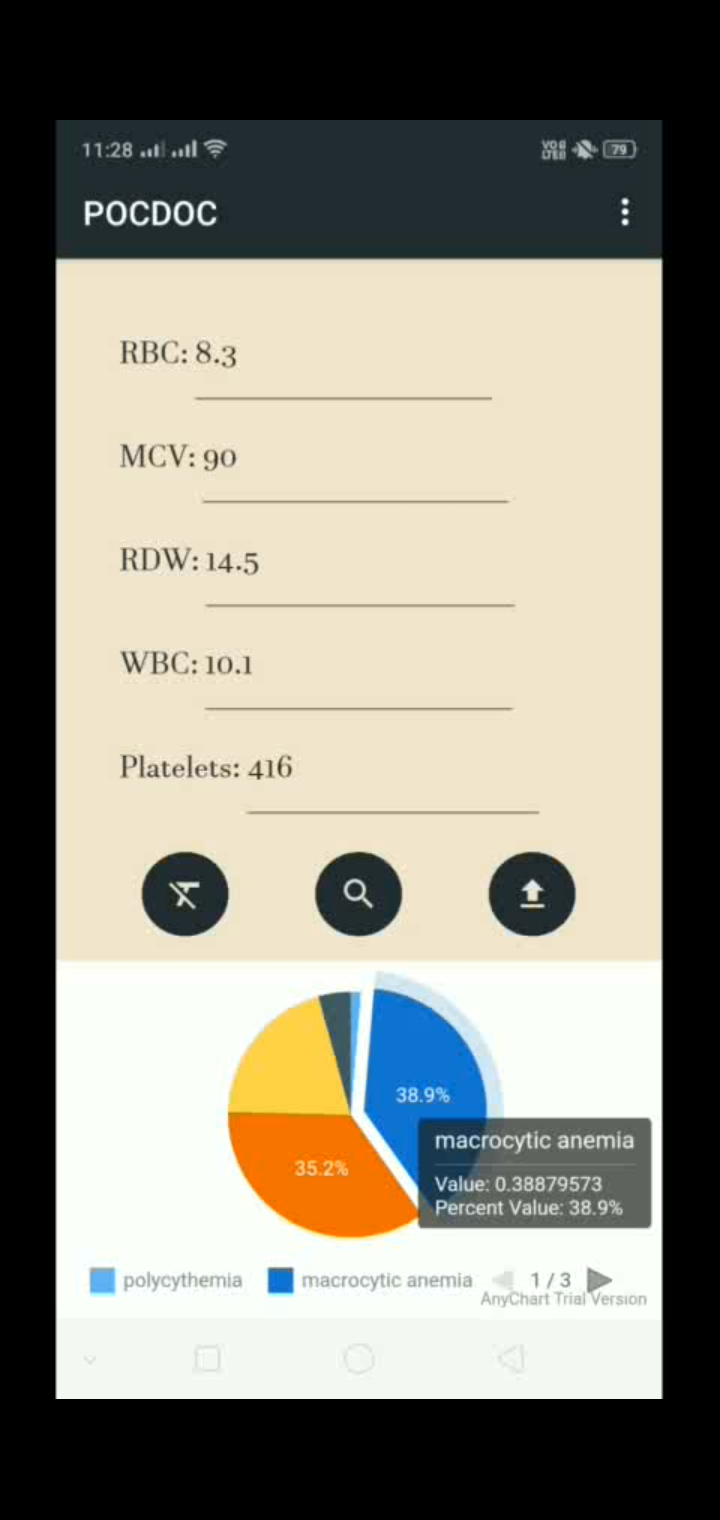 11:28
VoB LTEB 79
POCDOC
RBC: 8.3
MCV: 90
RDW: 14.5
WBC: 10.1
Platelets: 416
38.9%
macrocytic anemia
35.2%
Value: 0.38879573
Percent Value: 38.9%
polycythemia macrocytic anemia 1 / 3
AnyChart Trial Version